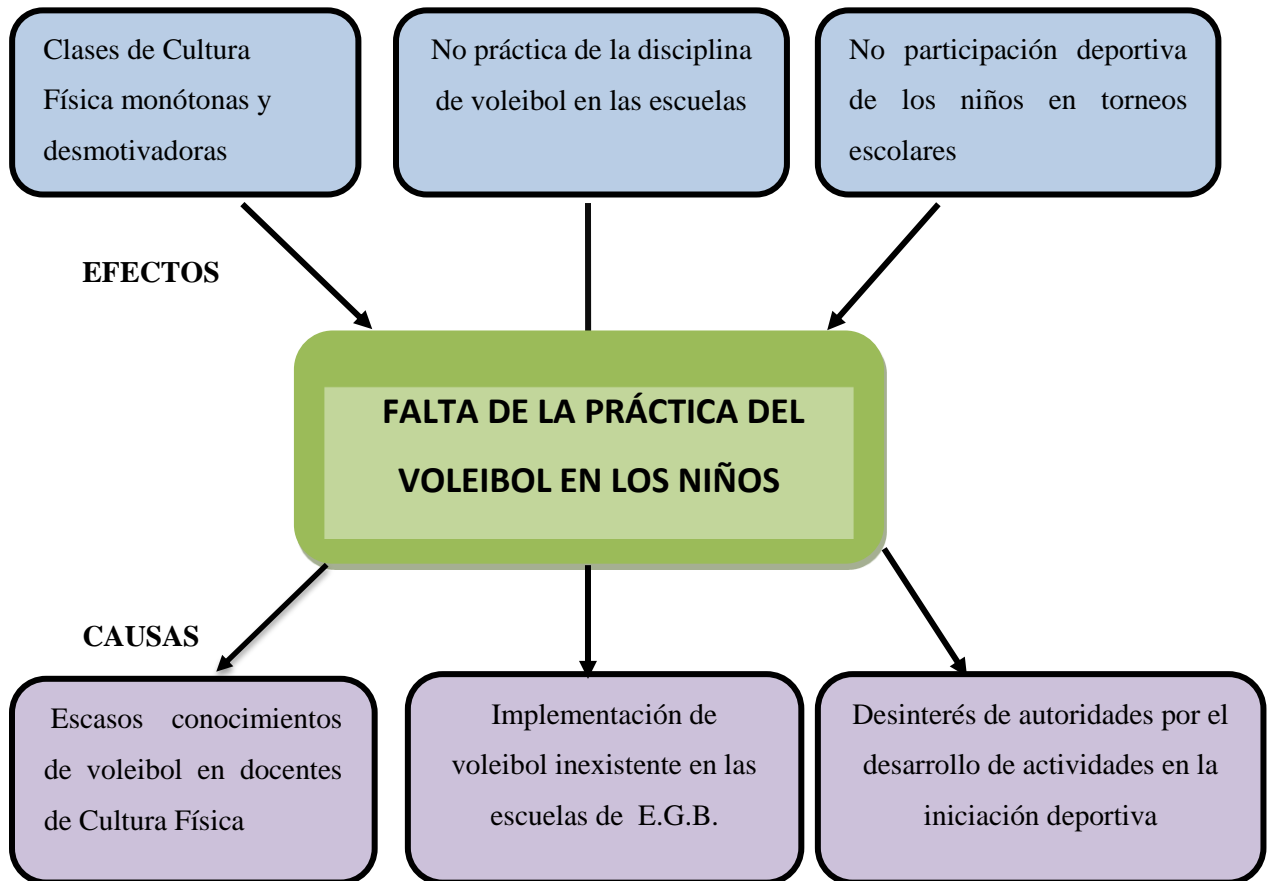 Clases de Cultura
Física monótonas y
desmotivadoras
No práctica de la disciplina
de voleibol en las escuelas
No participación deportiva
de los niños en torneos
escolares
EFECTOS
FALTA DE LA PRÁCTICA DEL
VOLEIBOL EN LOS NIÑOS
CAUSAS
Escasos conocimientos
de voleibol en docentes
de Cultura Física
Implementación de
voleibol inexistente en las
escuelas de E.G.B.
Desinterés de autoridades por el
desarrollo de actividades en la
iniciación deportiva